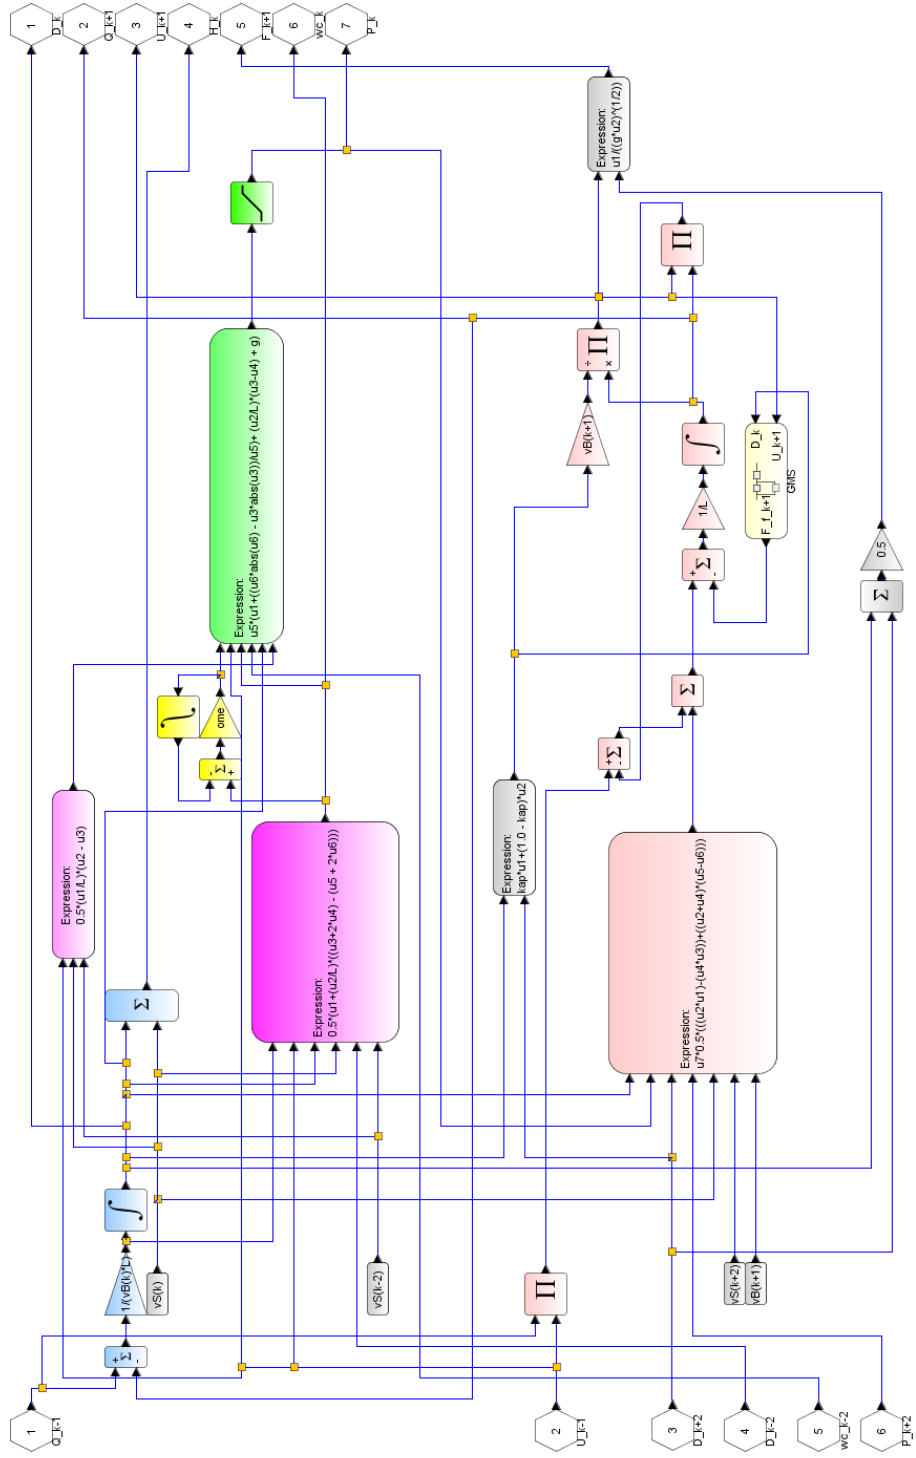 1
2
3
4
5
6
7
D_k
Q_k+1
U_k+1
H_k
F_k+1
wc_k
P_k
Expression:
u1/((g*u2)^(1/2))
Π
÷
Π
×
vB(k+1)
Expression:
u5*(u1+((u6*abs(u6) - u3*abs(u3))/u5)+ (u2/L)*(u3-u4) + g)
∫
1/L
+
Σ
-
D_k
U_k+1
F_f_k+1
GMS
0.5
Σ
∫
ome
-
Σ
+
Σ
+
Σ
-
Expression:
0.5*(u1/L)*(u2 - u3)
Expression:
0.5*(u1+(u2/L)*((u3+2*u4) - (u5 + 2*u6)))
Expression:
kap*u1+(1.0 - kap)*u2
Expression:
u7*0.5*(((u2*u1)-(u4*u3))+((u2+u4)*(u5-u6)))
Σ
∫
1/(vB(k)*L)
vS(k)
vS(k-2)
Π
vS(k+2)
vB(k+1)
+
Σ
-
1
Q_k-1
2
U_k-1
3
D_k+2
4
D_k-2
5
wc_k-2
6
P_k+2